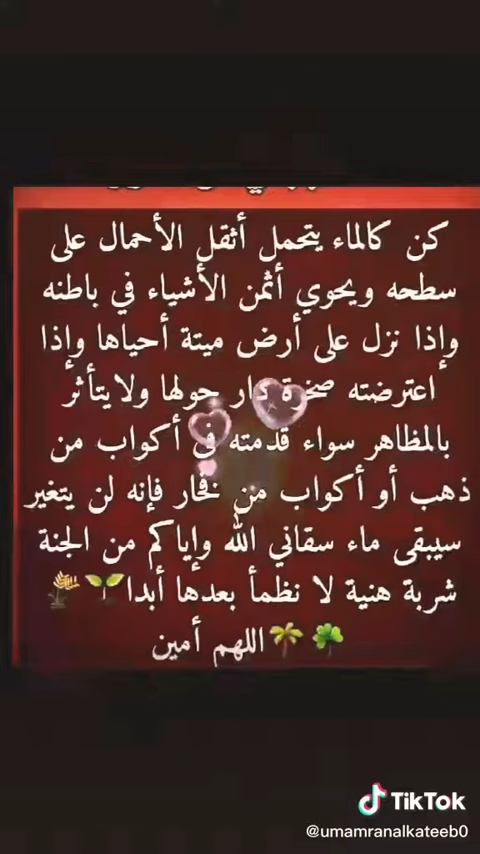 كن كالماء يتحمل أثقل الأحمال على
سطحه ويحوي أثمن الأشياء في باطنه
وإذا نزل على أرض ميتة أحياها وإذا
اعترضته صخرة دار حولها ولايتأثر
بالمظاهر سواء قدمته في أكواب من
ذهب أو أكواب من فخار فإنه لن يتغير
سيبقى ماء سقاني الله وإياكم من الجنة
شربة هنية لا نظمأ بعدها أبدا🌱🌾
☘️🌴اللهم أمين
TikTok
@umamranalkateeb0